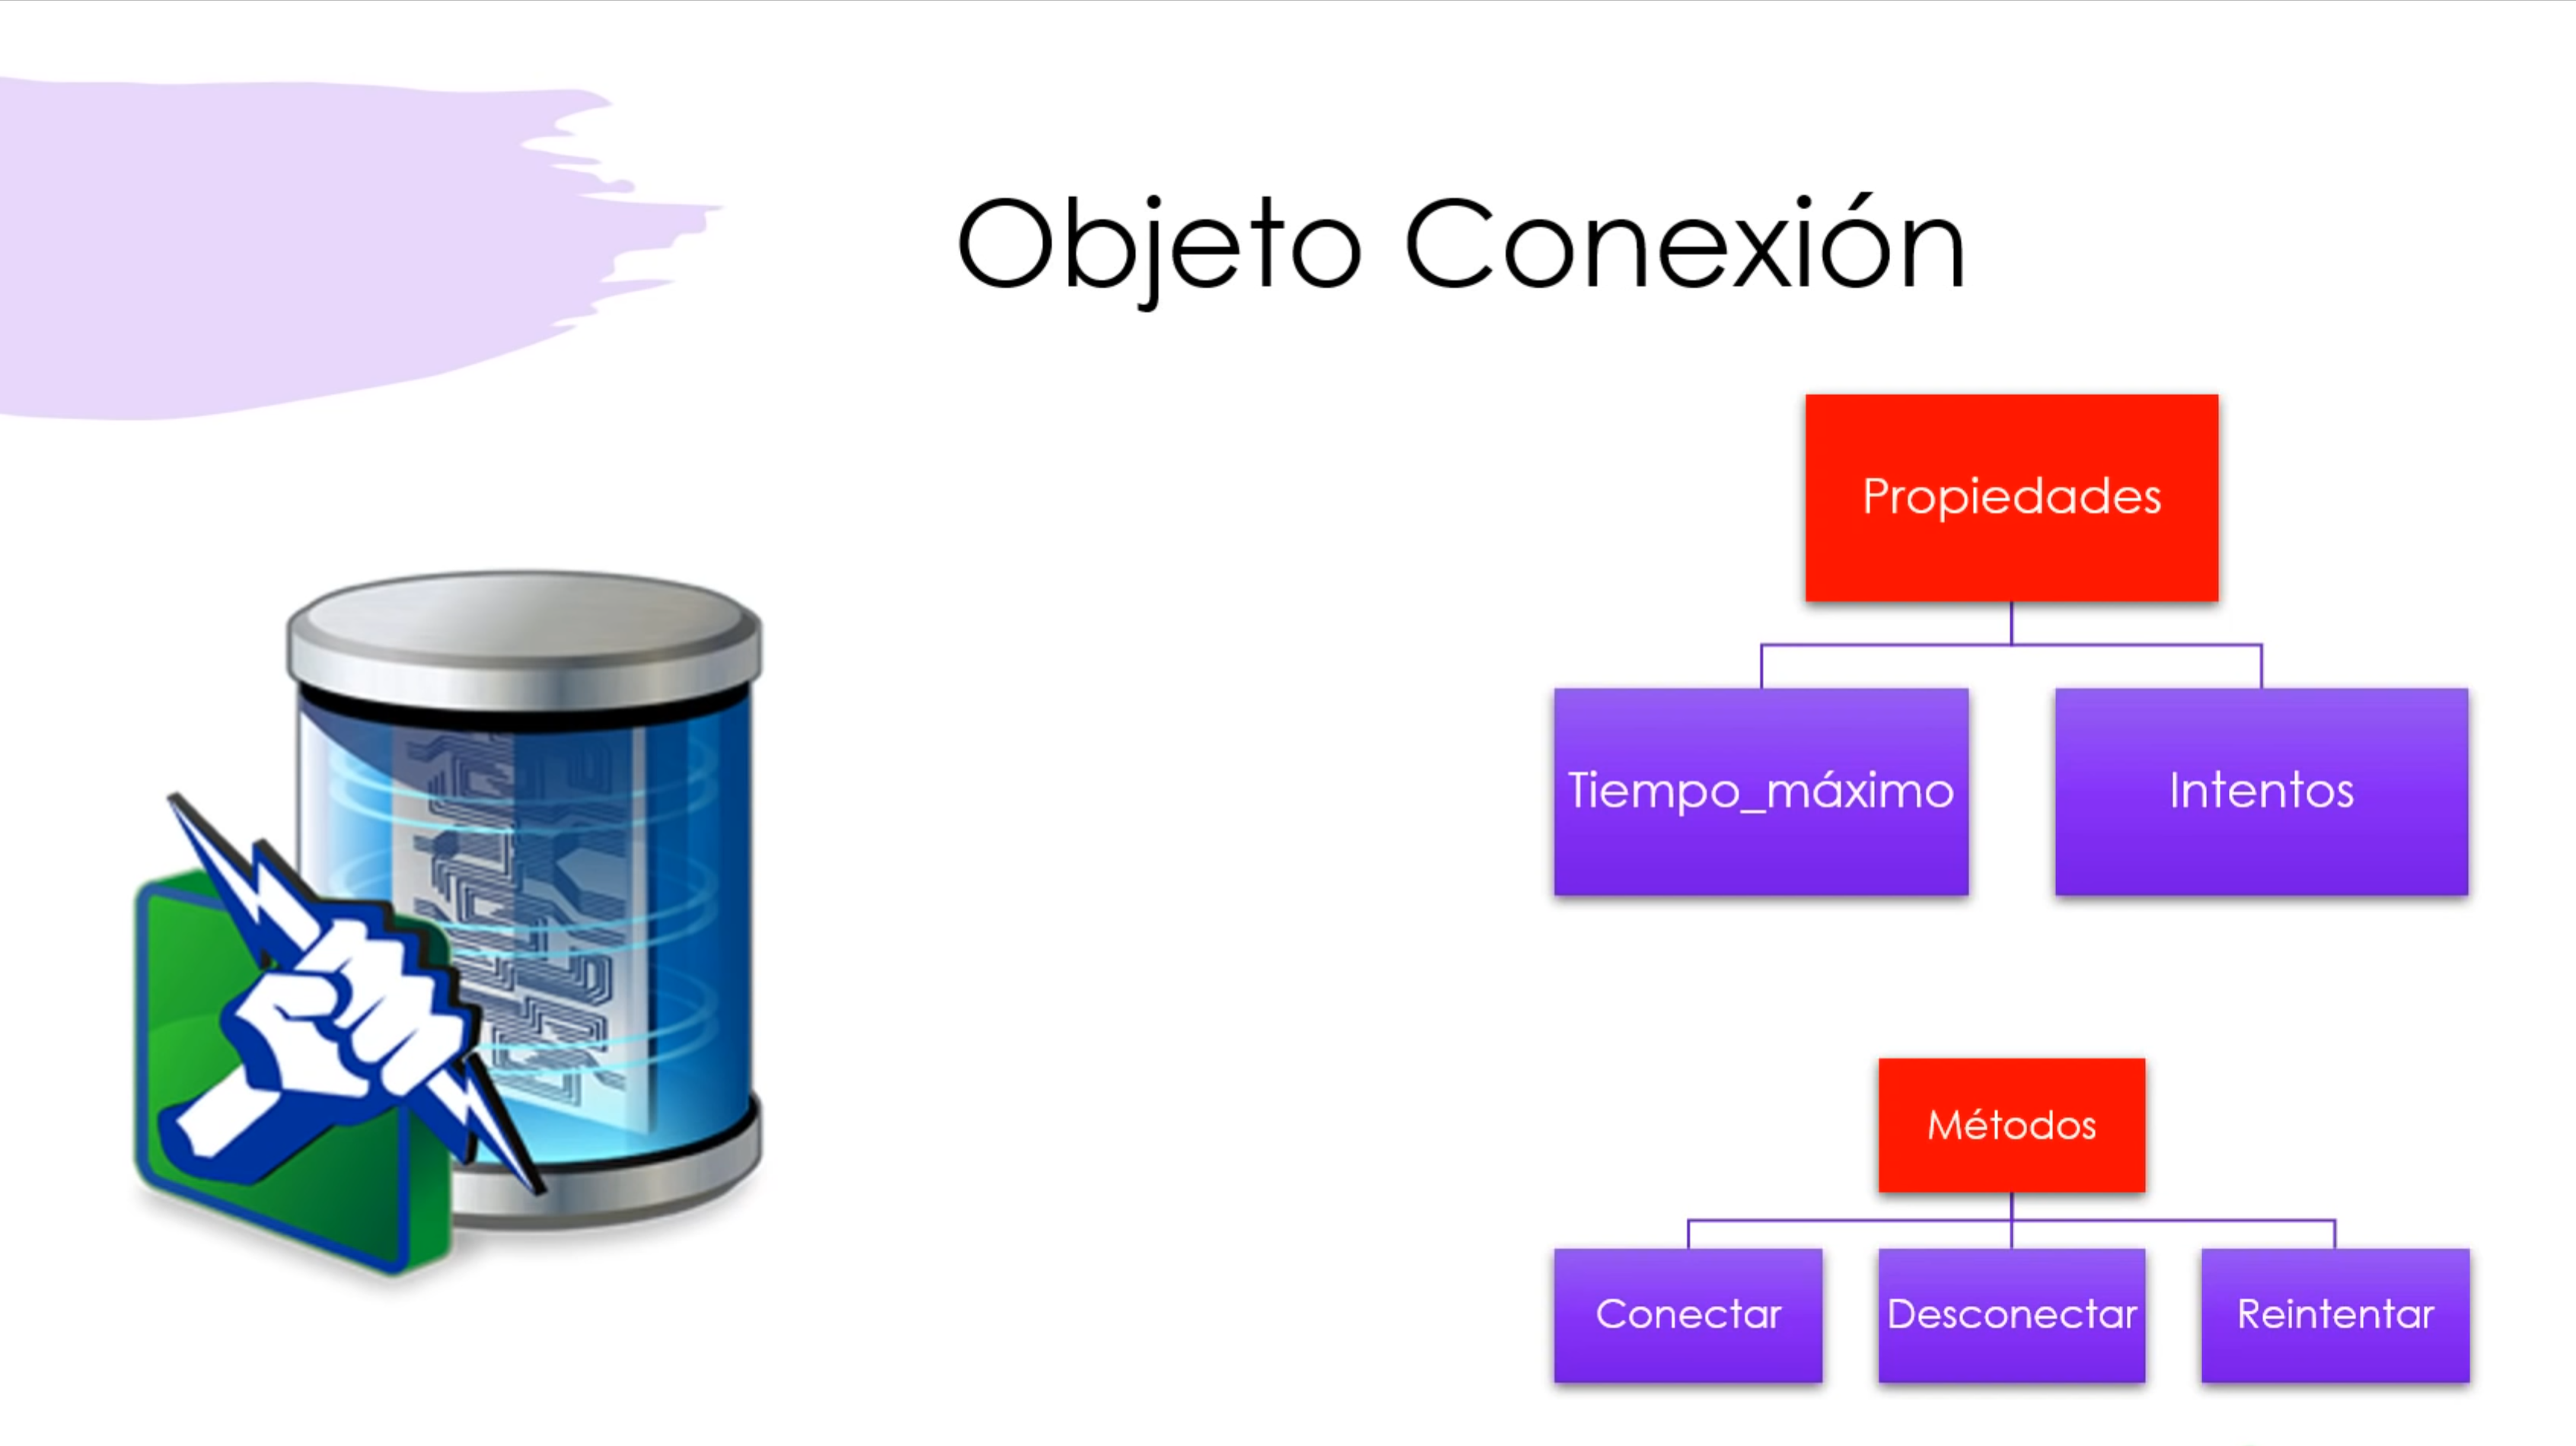 Objeto Conexión
Propiedades
Tiempo_máximo
Intentos
Métodos
Conectar
Desconectar
Reintentar